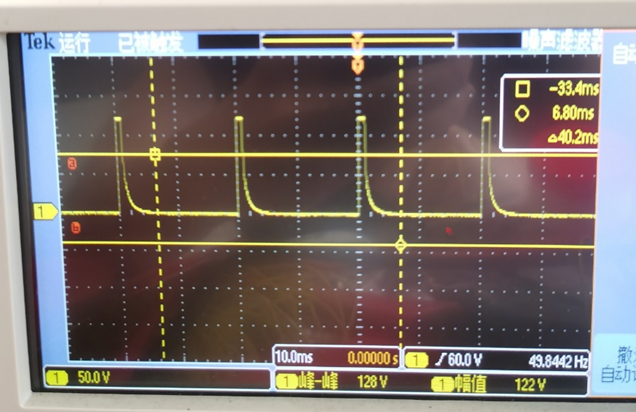 Tek 运行 已被触发 噪声滤波器
自动
-33.4ms
6.80ms
△40.2ms
a
1
b
10.0ms 0.00000 s 1 60.0 V 49.8442 Hz
1 50.0 V 1 峰-峰 128 V 1 幅值 122 V
撤
自动